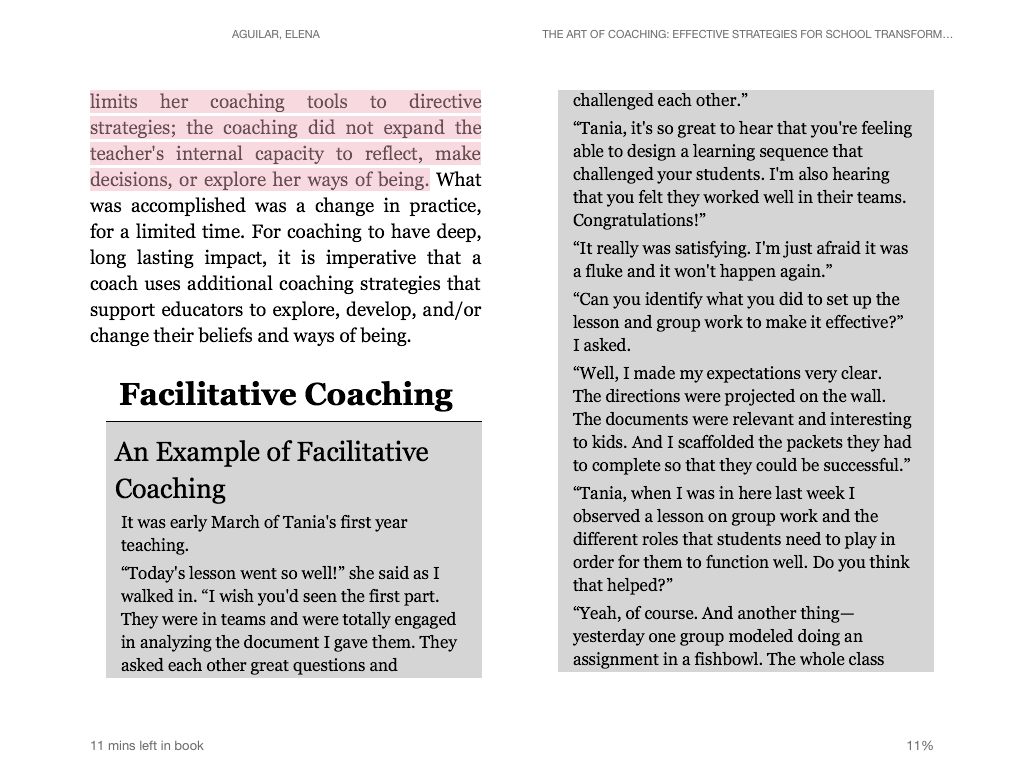 AGUILAR, ELENA
THE ART OF COACHING: EFFECTIVE STRATEGIES FOR SCHOOL TRANSFORM…
limits her coaching tools to directive
strategies; the coaching did not expand the
teacher's internal capacity to reflect, make
decisions, or explore her ways of being. What
was accomplished was a change in practice,
for a limited time. For coaching to have deep,
long lasting impact, it is imperative that a
coach uses additional coaching strategies that
support educators to explore, develop, and/or
change their beliefs and ways of being.
Facilitative Coaching
An Example of Facilitative
Coaching
It was early March of Tania's first year
teaching.
“Today's lesson went so well!” she said as I
walked in. “I wish you'd seen the first part.
They were in teams and were totally engaged
in analyzing the document I gave them. They
asked each other great questions and
challenged each other.”
“Tania, it's so great to hear that you're feeling
able to design a learning sequence that
challenged your students. I'm also hearing
that you felt they worked well in their teams.
Congratulations!”
“It really was satisfying. I'm just afraid it was
a fluke and it won't happen again.”
“Can you identify what you did to set up the
lesson and group work to make it effective?”
I asked.
“Well, I made my expectations very clear.
The directions were projected on the wall.
The documents were relevant and interesting
to kids. And I scaffolded the packets they had
to complete so that they could be successful.”
“Tania, when I was in here last week I
observed a lesson on group work and the
different roles that students need to play in
order for them to function well. Do you think
that helped?”
“Yeah, of course. And another thing—
yesterday one group modeled doing an
assignment in a fishbowl. The whole class
11 mins left in book
11%